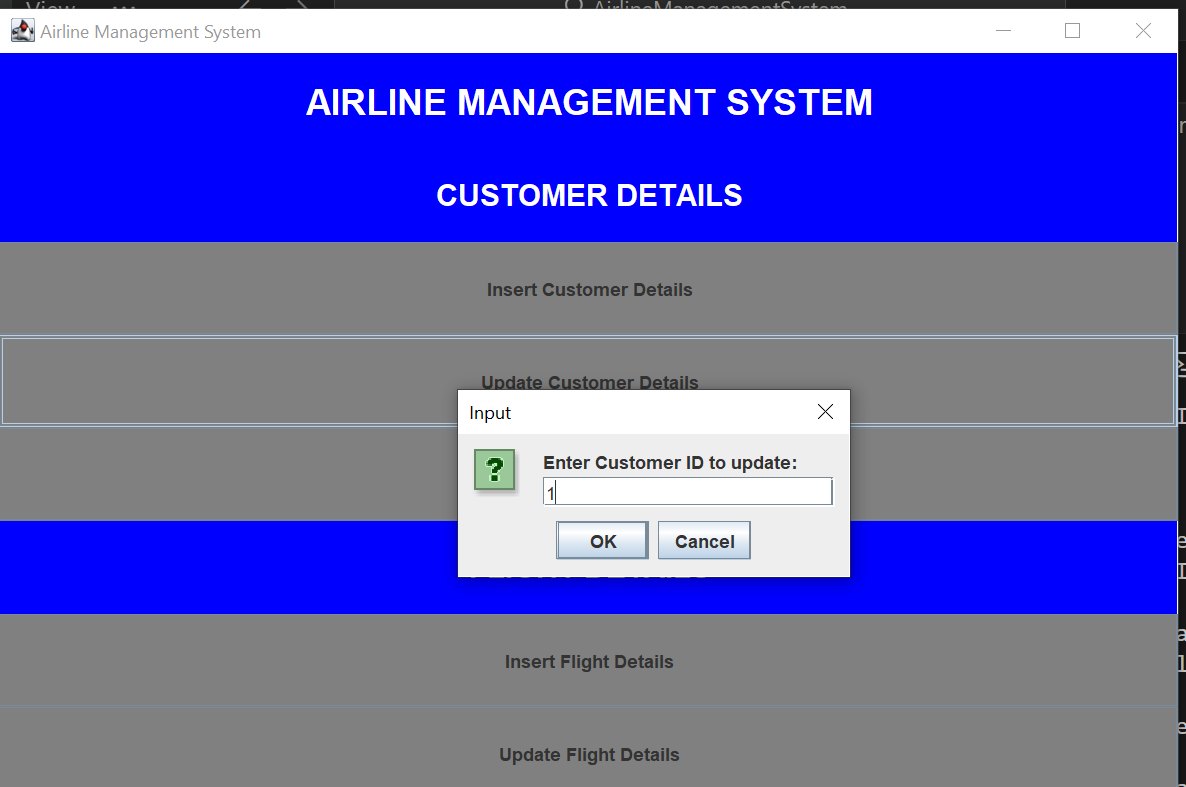 Airline Management System
AIRLINE MANAGEMENT SYSTEM
CUSTOMER DETAILS
Insert Customer Details
Update Customer Details
Input
?
Enter Customer ID to update:
1
OK
Cancel
Insert Flight Details
Update Flight Details